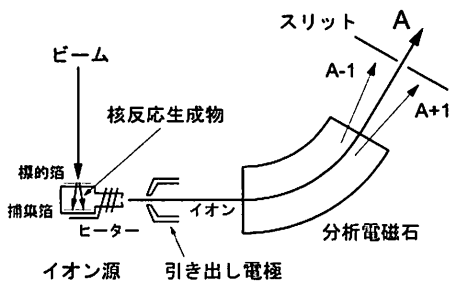 スリット
A
A-1
A+1
ビーム
核反応生成物
標的箔
捕集箔
ヒーター
イオン
分析電磁石
イオン源
引き出し電極